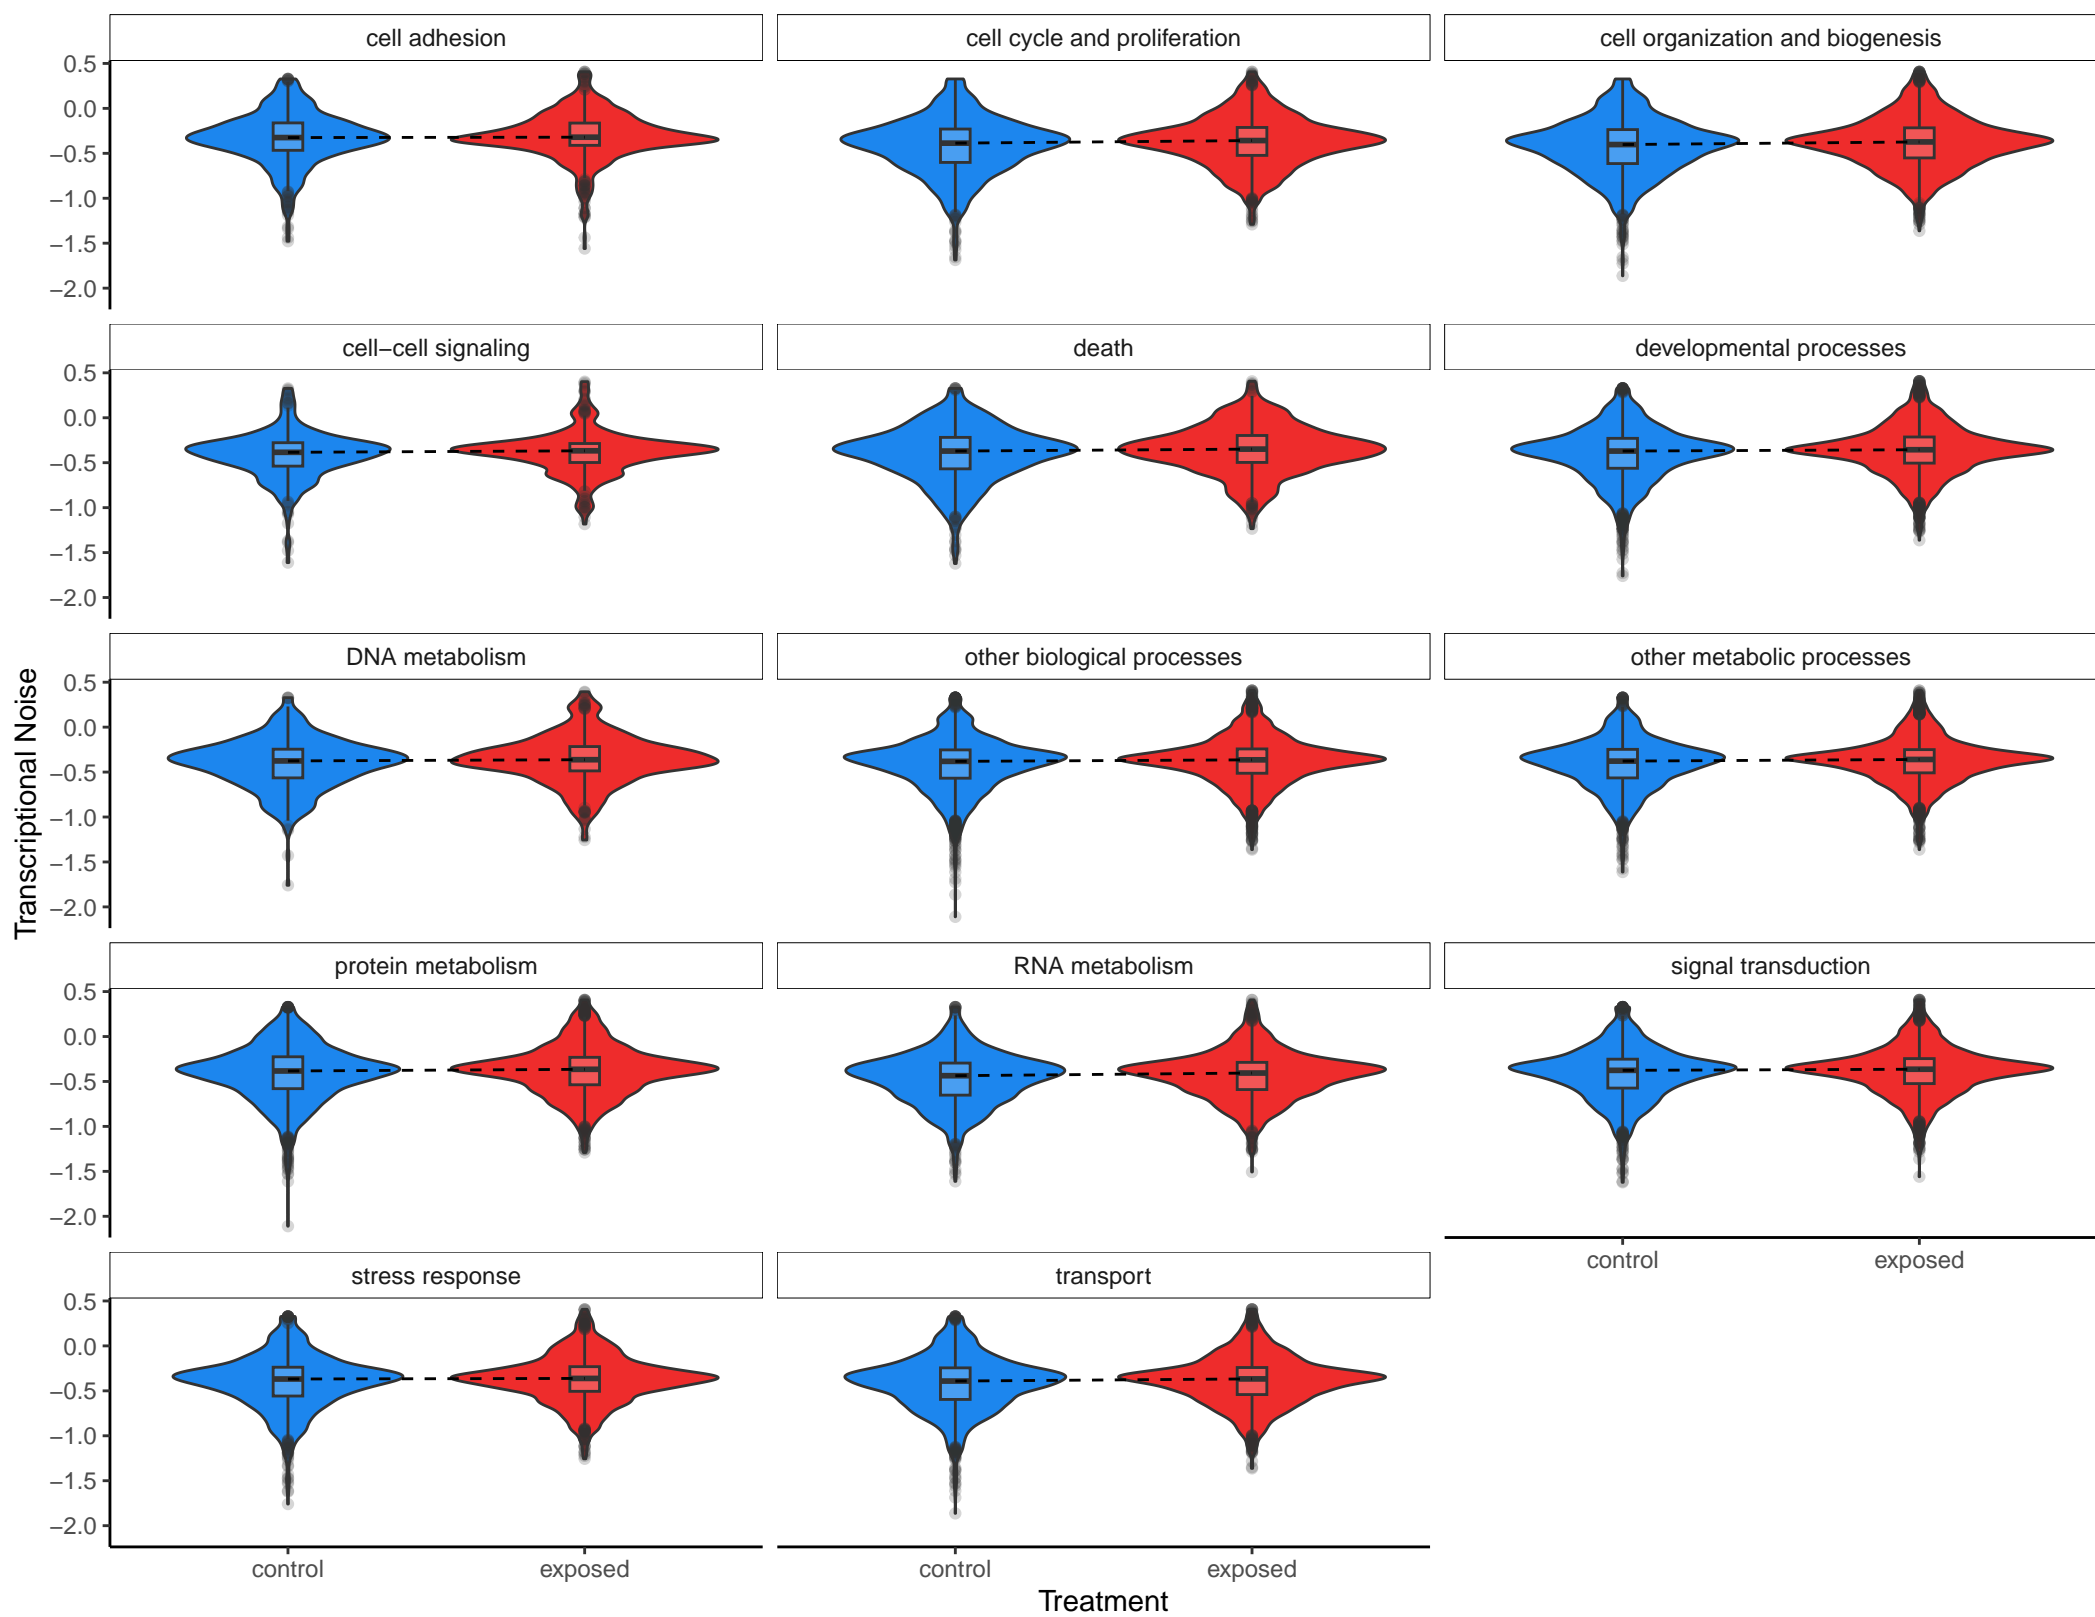 cell adhesion
cell cycle and proliferation
cell organization and biogenesis
0.5
0.0
−0.5
−1.0
−1.5
−2.0
cell−cell signaling
death
developmental processes
0.5
0.0
−0.5
−1.0
−1.5
−2.0
DNA metabolism
other biological processes
other metabolic processes
0.5
0.0
−0.5
−1.0
−1.5
−2.0
Transcriptional Noise
protein metabolism
RNA metabolism
signal transduction
0.5
0.0
−0.5
−1.0
−1.5
−2.0
control
exposed
stress response
transport
0.5
0.0
−0.5
−1.0
−1.5
−2.0
control
exposed
control
exposed
Treatment